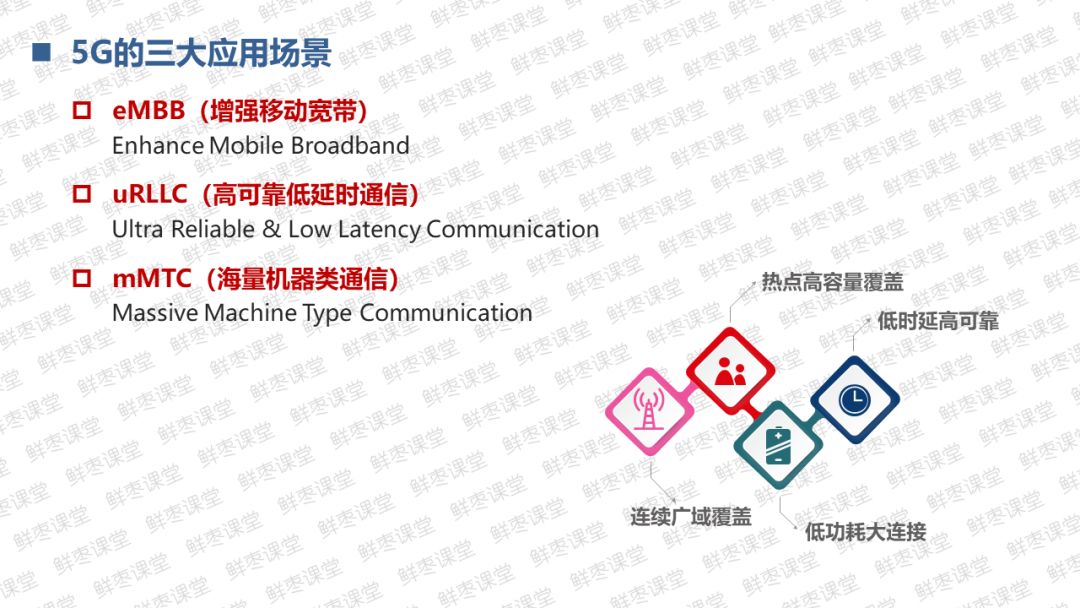 5G的三大应用场景
eMBB（增强移动宽带）
Enhance Mobile Broadband
uRLLC（高可靠低延时通信）
Ultra Reliable & Low Latency Communication
mMTC（海量机器类通信）
Massive Machine Type Communication
热点高容量覆盖
低时延高可靠
连续广域覆盖
低功耗大连接
鲜枣课堂